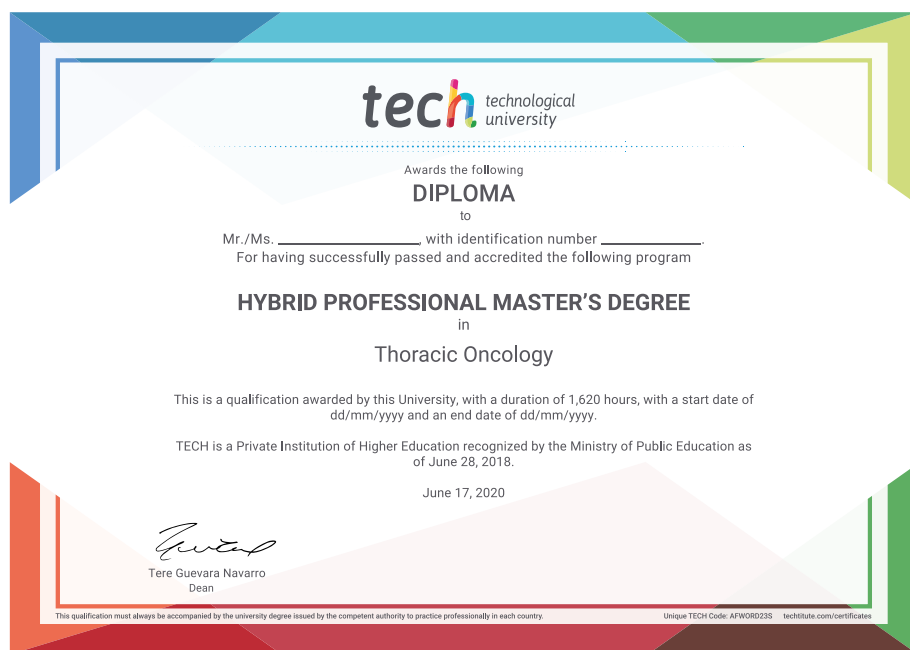 tech technological
university
Awards the following
DIPLOMA
to
Mr./Ms. ____________, with identification number ____________.
For having successfully passed and accredited the following program
HYBRID PROFESSIONAL MASTER'S DEGREE
in
Thoracic Oncology
This is a qualification awarded by this University, with a duration of 1,620 hours, with a start date of
dd/mm/yyyy and an end date of dd/mm/yyyy.
TECH is a Private Institution of Higher Education recognized by the Ministry of Public Education as
of June 28, 2018.
June 17, 2020
Tere Guevara Navarro
Dean
This qualification must always be accompanied by the university degree issued by the competent authority to practice professionally in each country.
Unique TECH Code: AFWORD23S techtitute.com/certificates